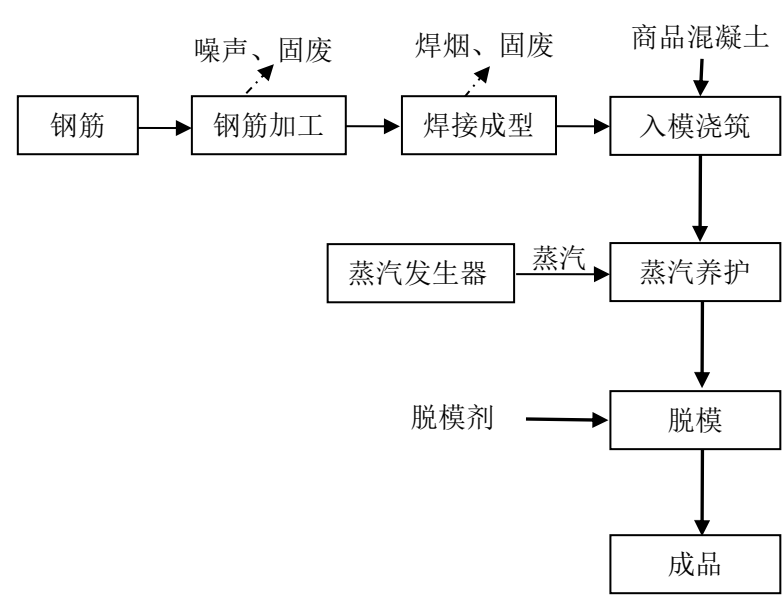 噪声、固废
焊烟、固废
商品混凝土
钢筋
钢筋加工
焊接成型
入模浇筑
蒸汽发生器
蒸汽
蒸汽养护
脱模剂
脱模
成品